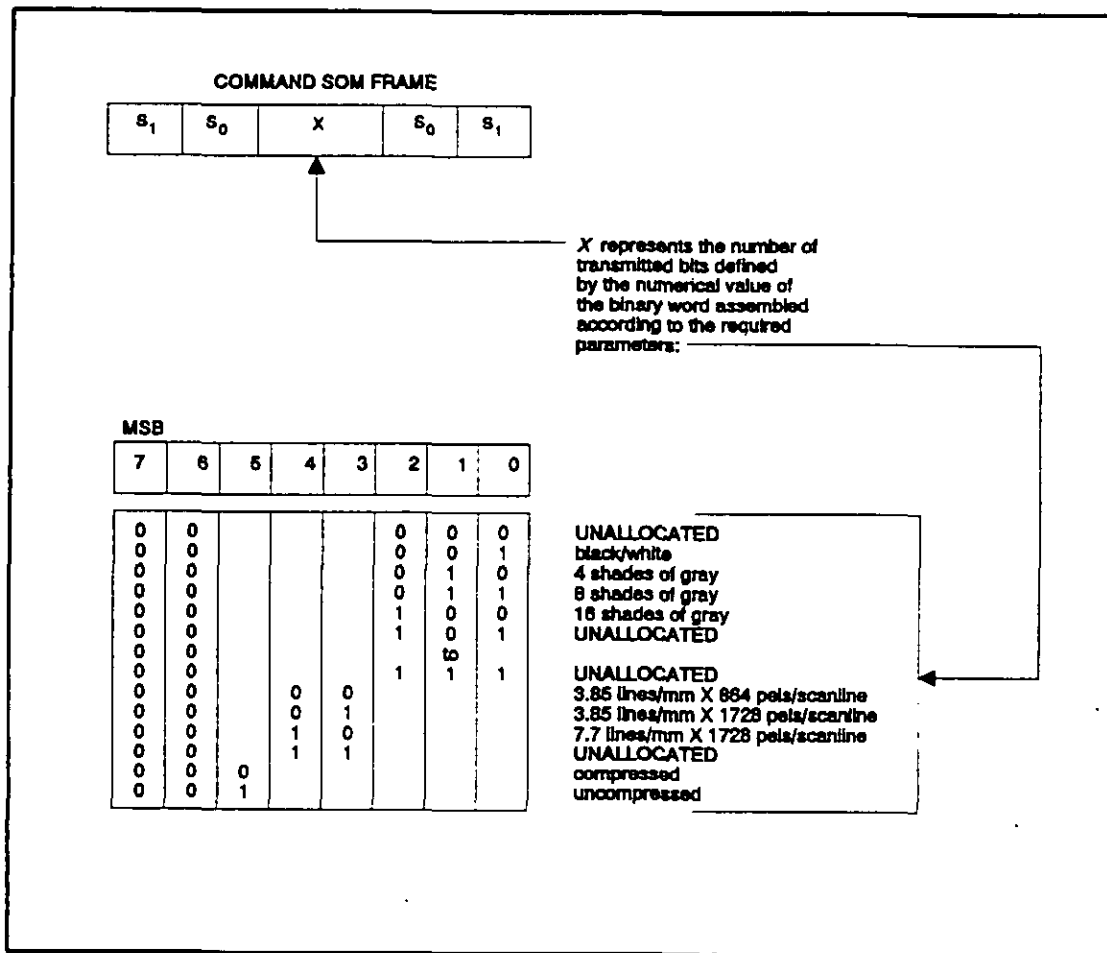 COMMAND SOM FRAME
S1 S0 X S0 S1
X represents the number of
transmitted bits defined
by the numerical value of
the binary word assembled
according to the required
parameters:
MSB
7 6 5 4 3 2 1 0
0 0 0 0 0 UNALLOCATED
0 0 0 0 1 black/white
0 0 0 1 0 4 shades of gray
0 0 0 1 1 8 shades of gray
0 0 1 0 0 16 shades of gray
0 0 1 0 1 UNALLOCATED
0 0 to
0 0 1 1 1 UNALLOCATED
0 0 0 0 3.85 lines/mm X 864 pels/scanline
0 0 0 1 3.85 lines/mm X 1728 pels/scanline
0 0 1 0 7.7 lines/mm X 1728 pels/scanline
0 0 1 1 UNALLOCATED
0 0 0 compressed
0 0 1 uncompressed